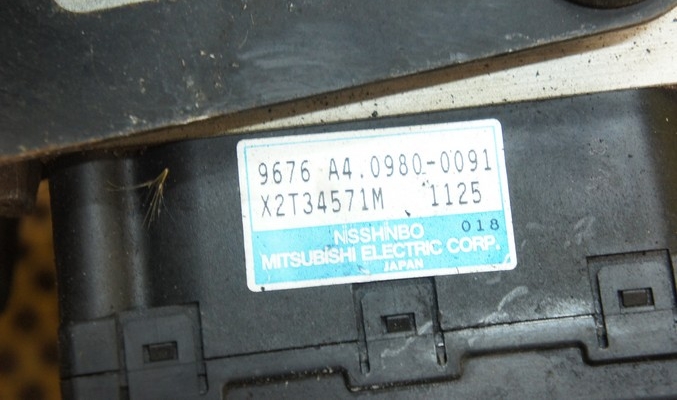 9676 A4.0980-0091
X2T34571M 1125
018
NISSHINBO
MITSUBISHI ELECTRIC CORP.
JAPAN